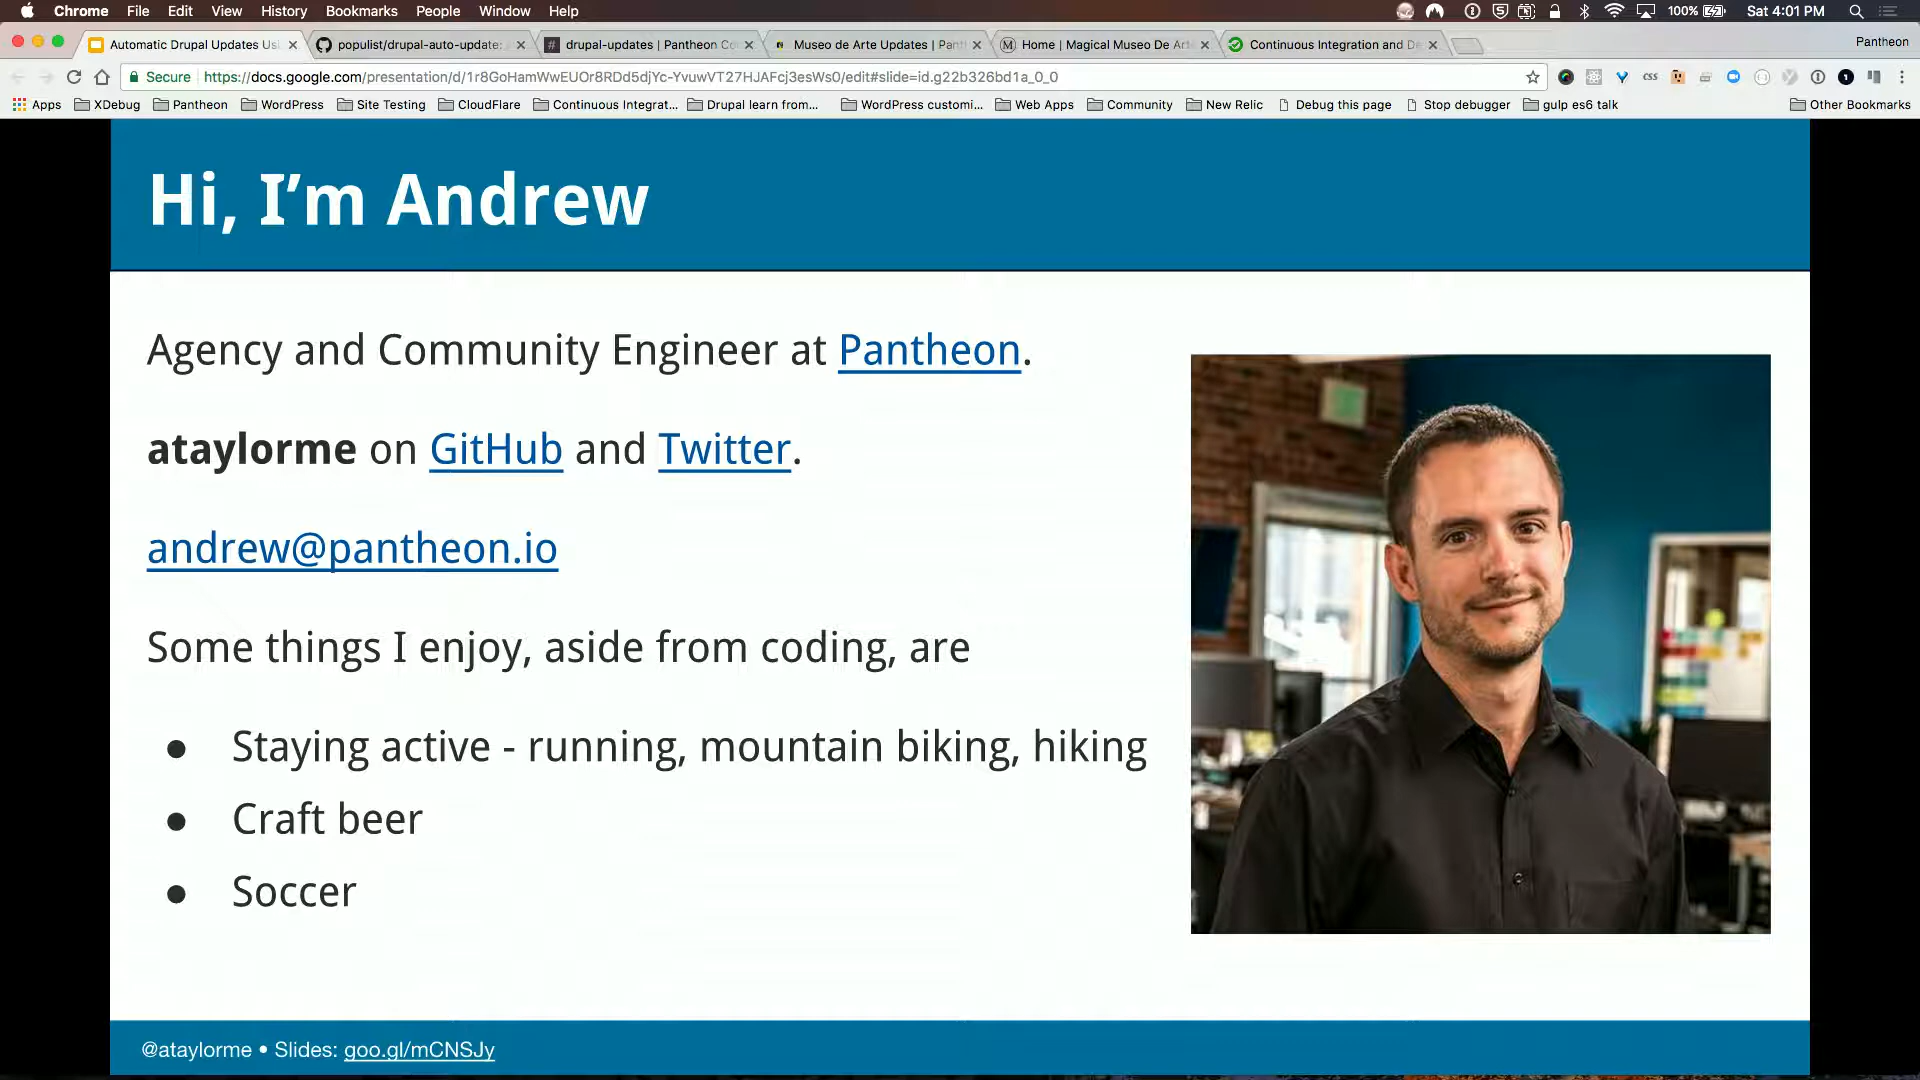 Chrome File Edit View History Bookmarks People Window Help 100% Sat 4:01 PM
Automatic Drupal Updates Usi populist/drupal-auto-update: drupal-updates | Pantheon Co Museo de Arte Updates | Pant Home | Magical Museo De Art Continuous Integration and De Pantheon
Secure https://docs.google.com/presentation/d/1r8GoHamWwEUOr8RDd5djYc-YvuwVT27HJAFcj3esWs0/edit#slide=id.g22b326bd1a_0_0
Apps XDebug Pantheon WordPress Site Testing CloudFlare Continuous Integrat... Drupal learn from... WordPress customi... Web Apps Community New Relic Debug this page Stop debugger gulp es6 talk Other Bookmarks
Hi, I’m Andrew
Agency and Community Engineer at Pantheon.
ataylorme on GitHub and Twitter.
andrew@pantheon.io
Some things I enjoy, aside from coding, are
● Staying active - running, mountain biking, hiking
● Craft beer
● Soccer
@ataylorme • Slides: goo.gl/mCNSJy